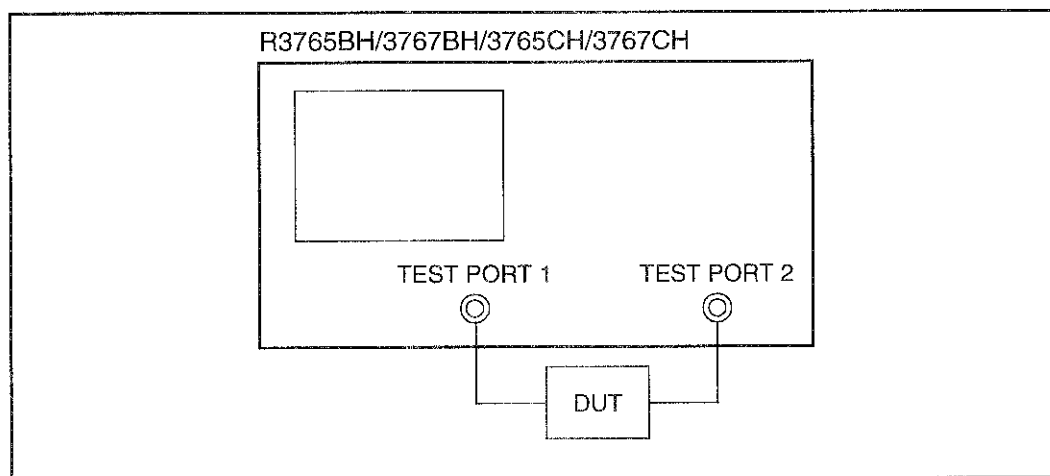 R3765BH/3767BH/3765CH/3767CH
TEST PORT 1
TEST PORT 2
DUT